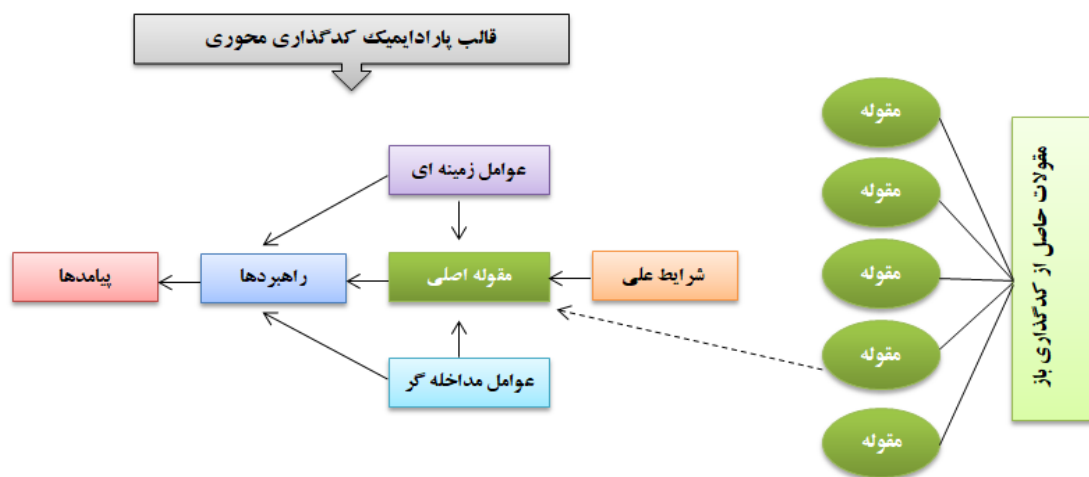 قالب پارادایمیک کدگذاری محوری
مقولات حاصل از کدگذاری باز
مقوله
مقوله
مقوله
مقوله
مقوله
عوامل زمینه ای
شرایط علی
مقوله اصلی
راهبردها
پیامدها
عوامل مداخله گر